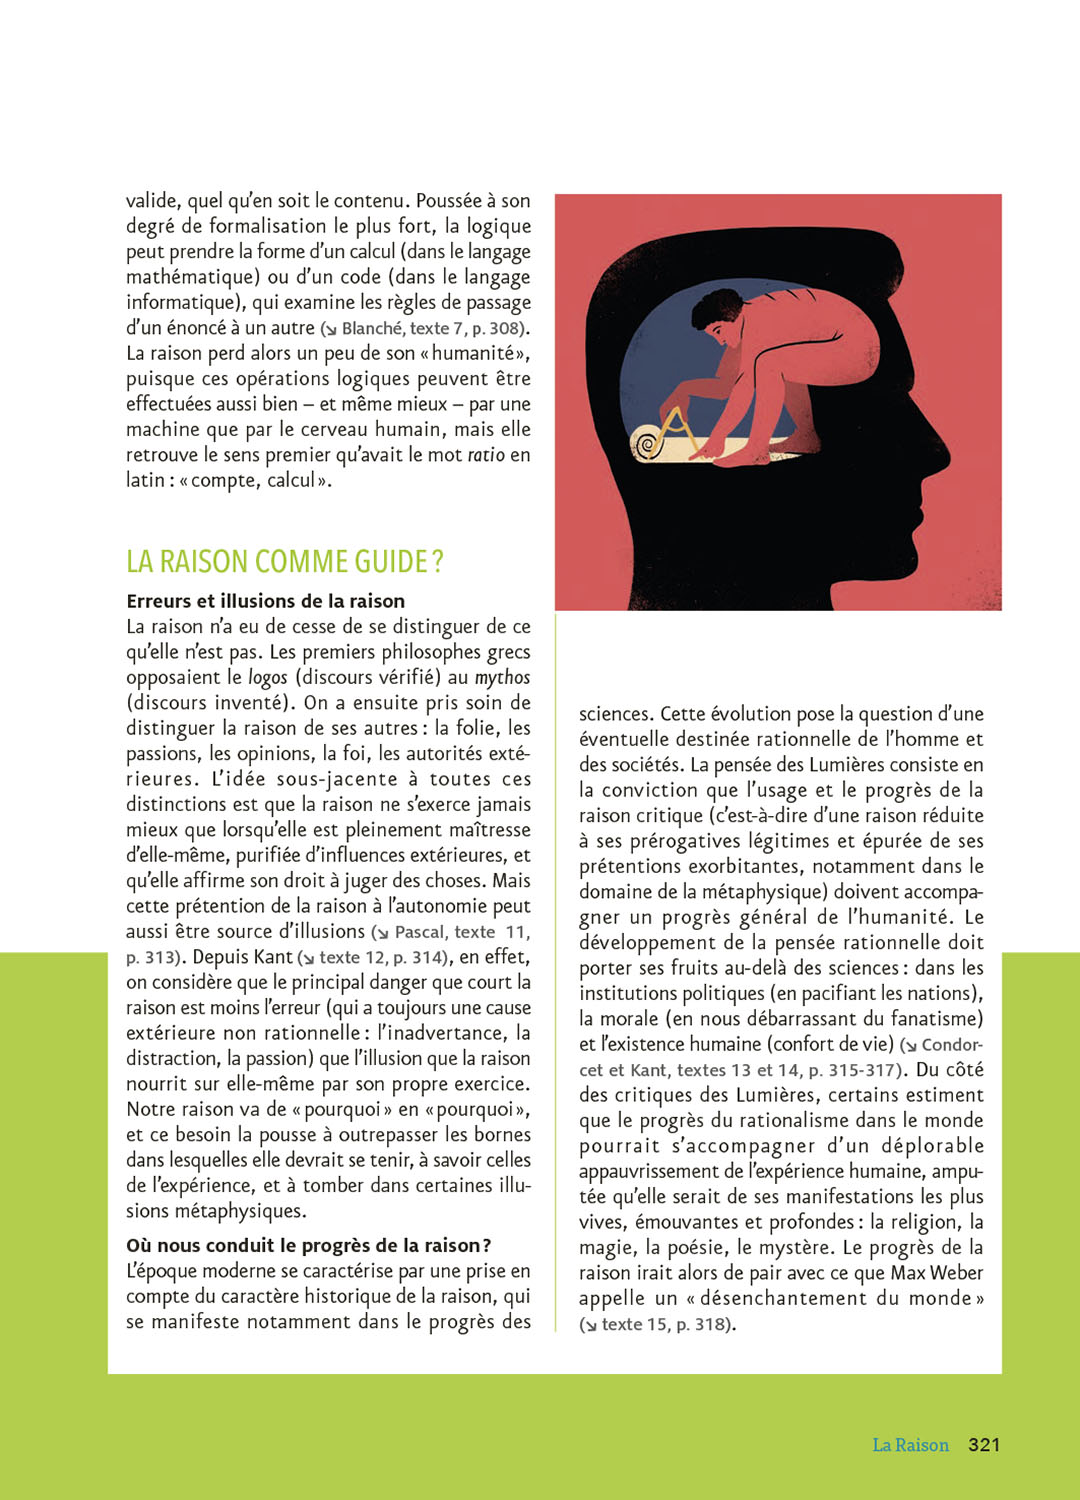 valide, quel qu’en soit le contenu. Poussée à son
degré de formalisation le plus fort, la logique
peut prendre la forme d’un calcul (dans le langage
mathématique) ou d’un code (dans le langage
informatique), qui examine les règles de passage
d’un énoncé à un autre (↘ Blanché, texte 7, p. 308).
La raison perd alors un peu de son « humanité »,
puisque ces opérations logiques peuvent être
effectuées aussi bien – et même mieux – par une
machine que par le cerveau humain, mais elle
retrouve le sens premier qu’avait le mot ratio en
latin : « compte, calcul ».
LA RAISON COMME GUIDE ?
Erreurs et illusions de la raison
La raison n’a eu de cesse de se distinguer de ce
qu’elle n’est pas. Les premiers philosophes grecs
opposaient le logos (discours vérifié) au mythos
(discours inventé). On a ensuite pris soin de
distinguer la raison de ses autres : la folie, les
passions, les opinions, la foi, les autorités exté-
rieures. L’idée sous-jacente à toutes ces
distinctions est que la raison ne s’exerce jamais
mieux que lorsqu’elle est pleinement maîtresse
d’elle-même, purifiée d’influences extérieures, et
qu’elle affirme son droit à juger des choses. Mais
cette prétention de la raison à l’autonomie peut
aussi être source d’illusions (↘ Pascal, texte 11,
p. 313). Depuis Kant (↘ texte 12, p. 314), en effet,
on considère que le principal danger que court la
raison est moins l’erreur (qui a toujours une cause
extérieure non rationnelle : l’inadvertance, la
distraction, la passion) que l’illusion que la raison
nourrit sur elle-même par son propre exercice.
Notre raison va de « pourquoi » en « pourquoi »,
et ce besoin la pousse à outrepasser les bornes
dans lesquelles elle devrait se tenir, à savoir celles
de l’expérience, et à tomber dans certaines illu-
sions métaphysiques.
Où nous conduit le progrès de la raison ?
L’époque moderne se caractérise par une prise en
compte du caractère historique de la raison, qui
se manifeste notamment dans le progrès des
sciences. Cette évolution pose la question d’une
éventuelle destinée rationnelle de l’homme et
des sociétés. La pensée des Lumières consiste en
la conviction que l’usage et le progrès de la
raison critique (c’est-à-dire d’une raison réduite
à ses prérogatives légitimes et épurée de ses
prétentions exorbitantes, notamment dans le
domaine de la métaphysique) doivent accompa-
gner un progrès général de l’humanité. Le
développement de la pensée rationnelle doit
porter ses fruits au-delà des sciences : dans les
institutions politiques (en pacifiant les nations),
la morale (en nous débarrassant du fanatisme)
et l’existence humaine (confort de vie) (↘ Condor-
cet et Kant, textes 13 et 14, p. 315-317). Du côté
des critiques des Lumières, certains estiment
que le progrès du rationalisme dans le monde
pourrait s’accompagner d’un déplorable
appauvrissement de l’expérience humaine, ampu-
tée qu’elle serait de ses manifestations les plus
vives, émouvantes et profondes : la religion, la
magie, la poésie, le mystère. Le progrès de la
raison irait alors de pair avec ce que Max Weber
appelle un « désenchantement du monde »
(↘ texte 15, p. 318).
La Raison 321